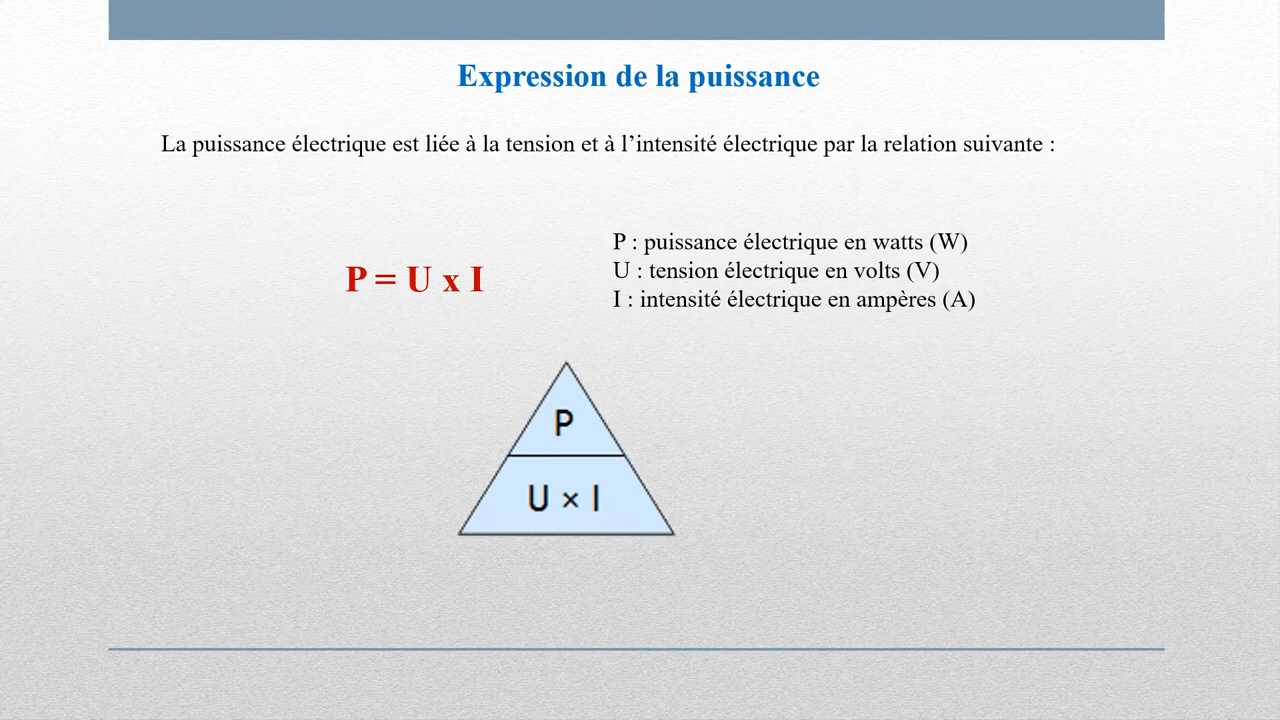 Expression de la puissance
La puissance électrique est liée à la tension et à l’intensité électrique par la relation suivante :
P = U x I
P : puissance électrique en watts (W)
U : tension électrique en volts (V)
I : intensité électrique en ampères (A)
P
U × I